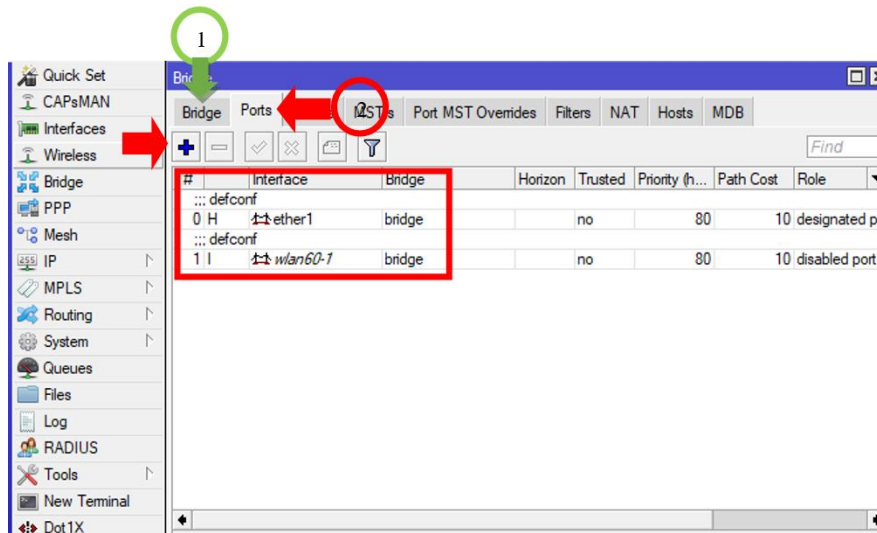 1
Quick Set
CAPsMAN
Interfaces
Wireless
Bridge
PPP
Mesh
IP
MPLS
Routing
System
Queues
Files
Log
RADIUS
Tools
New Terminal
Dot1X
Bridge Ports 2 Port MST Overrides Filters NAT Hosts MDB
Find
# Interface Bridge Horizon Trusted Priority (h... Path Cost Role
;;; defconf
0 H ether1 bridge no 80 10 designated p
;;; defconf
1 I wlan60-1 bridge no 80 10 disabled port